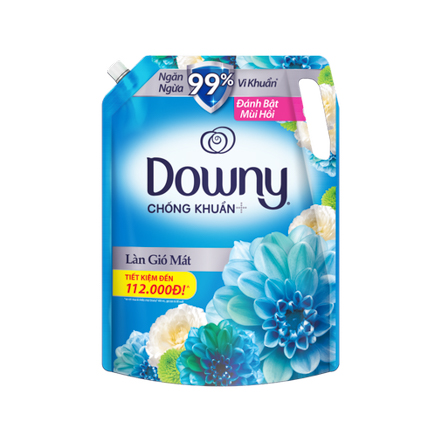 Ngăn Ngừa 99% Vi Khuẩn*
Đánh Bật
Mùi Hôi
Downy
CHỐNG KHUẨN+
Làn Gió Mát
TIẾT KIỆM ĐẾN
112.000Đ!*